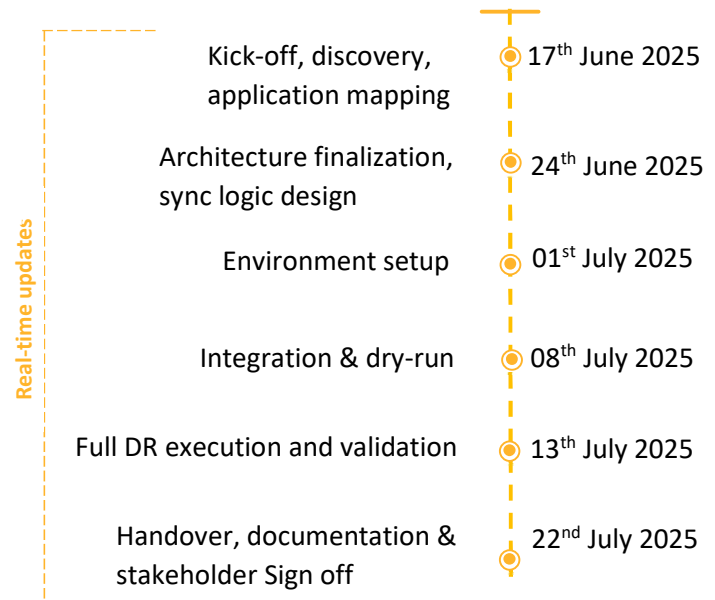 Kick-off, discovery,
application mapping
17th June 2025
Architecture finalization,
sync logic design
24th June 2025
Environment setup
01st July 2025
Integration & dry-run
08th July 2025
Full DR execution and validation
13th July 2025
Handover, documentation &
stakeholder Sign off
22nd July 2025
Real-time updates